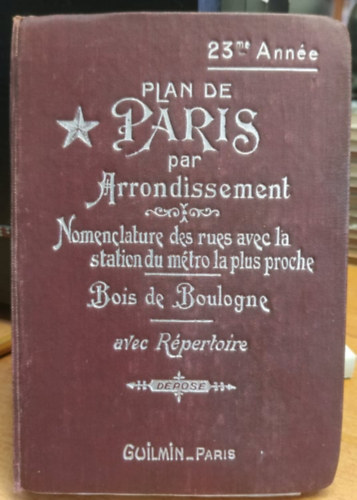 23me Année
PLAN DE
PARIS
par
Arrondissement
Nomenclature des rues avec la
station du métro la plus proche
Bois de Boulogne
avec Répertoire
DÉPOSÉ
GUILMIN_PARIS